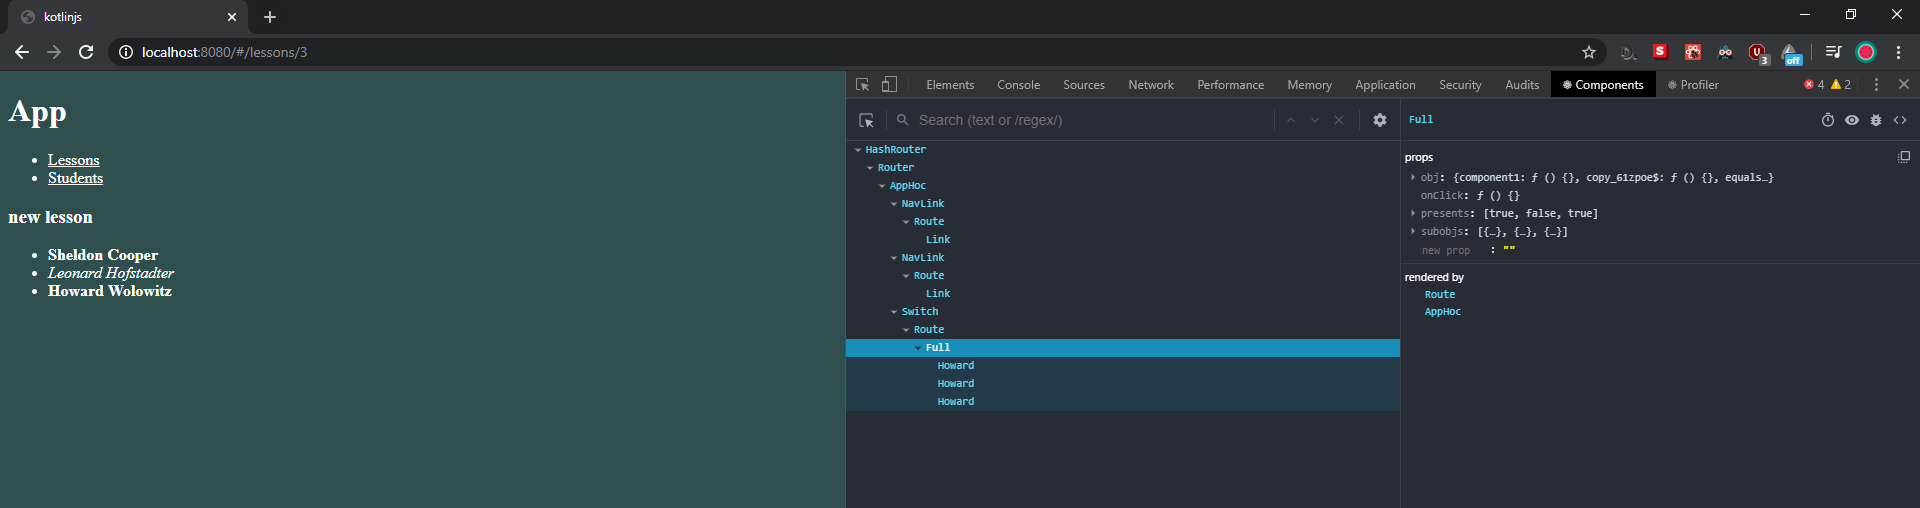 kotlinjs
localhost:8080/#/lessons/3
3
off
App
Lessons
Students
new lesson
Sheldon Cooper
Leonard Hofstadter
Howard Wolowitz
Elements Console Sources Network Performance Memory Application Security Audits Components Profiler 4 2
Search (text or /regex/)
HashRouter
Router
AppHoc
NavLink
Route
Link
NavLink
Route
Link
Switch
Route
Full
Howard
Howard
Howard
Full
props
obj: {component1: ƒ () {}, copy_61zpoe$: ƒ () {}, equals…}
onClick: ƒ () {}
presents: [true, false, true]
subobjs: [{…}, {…}, {…}]
new prop : ""
rendered by
Route
AppHoc